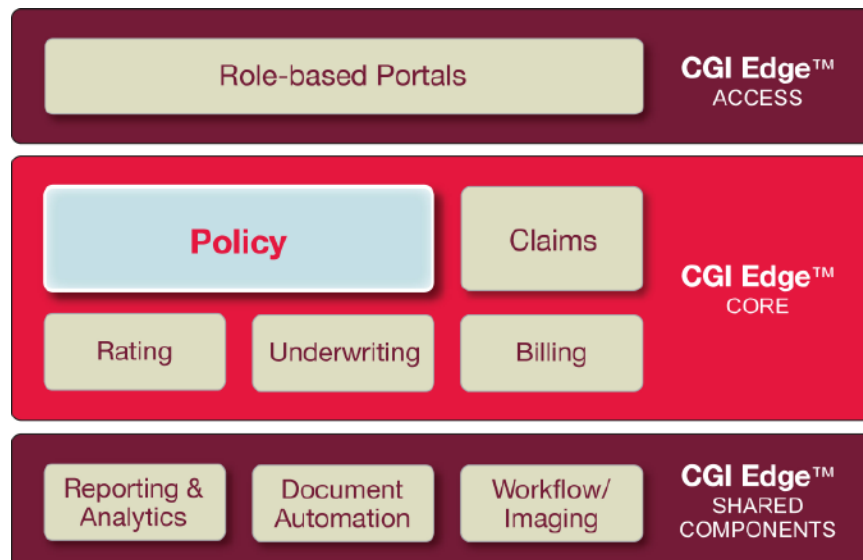 Role-based Portals
CGI Edge™
ACCESS
Policy
Claims
CGI Edge™
CORE
Rating
Underwriting
Billing
Reporting &
Analytics
Document
Automation
Workflow/
Imaging
CGI Edge™
SHARED
COMPONENTS